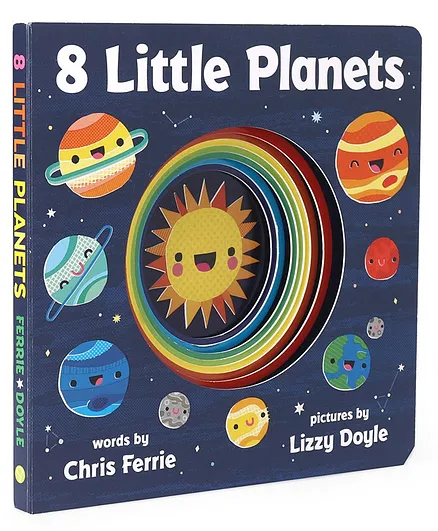 8 Little Planets
words by
Chris Ferrie
pictures by
Lizzy Doyle
8 LITTLE PLANETS FERRIE ★ DOYLE